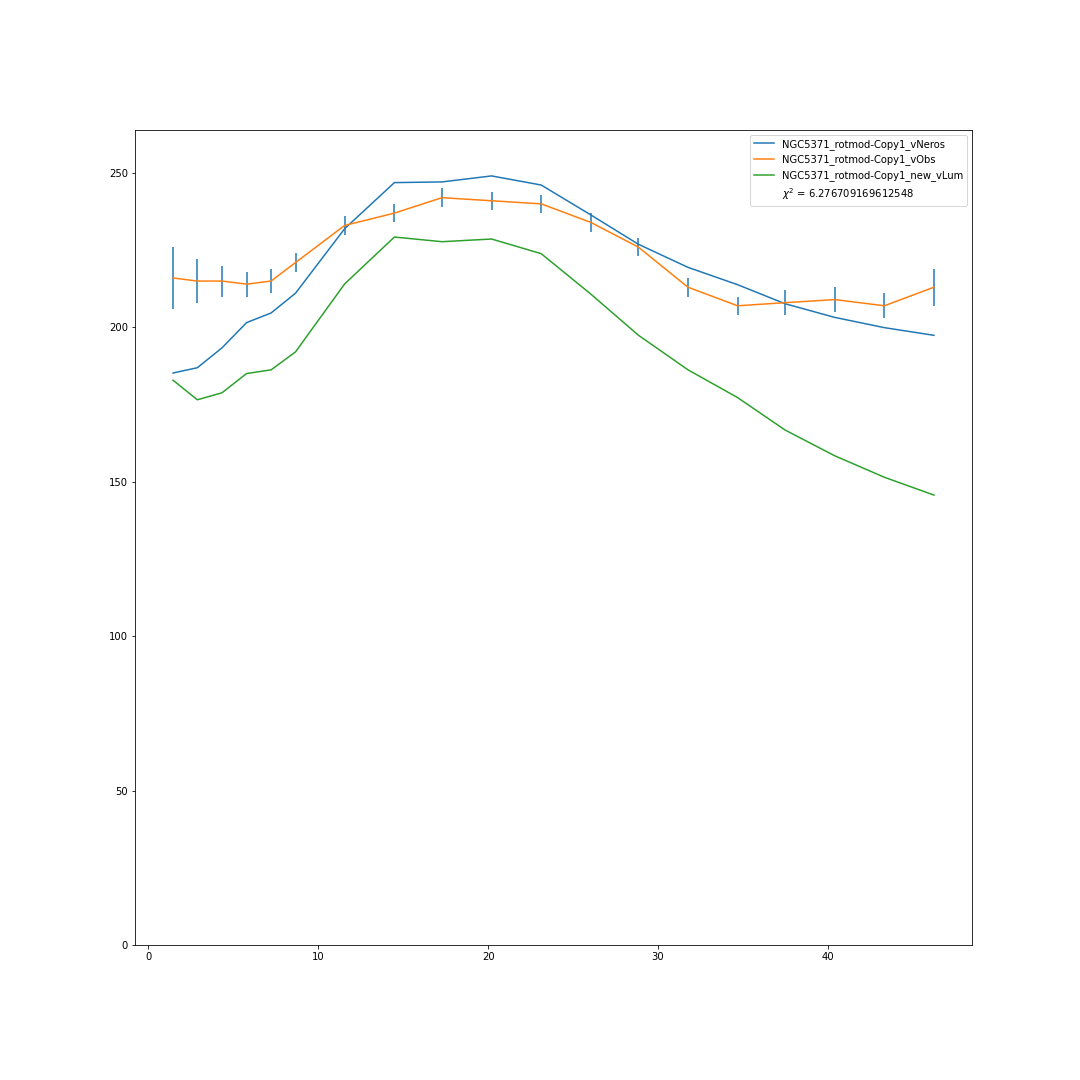 NGC5371_rotmod-Copy1_vNeros
NGC5371_rotmod-Copy1_vObs
NGC5371_rotmod-Copy1_new_vLum
χ² = 6.276709169612548
250
200
150
100
50
0
0 10 20 30 40